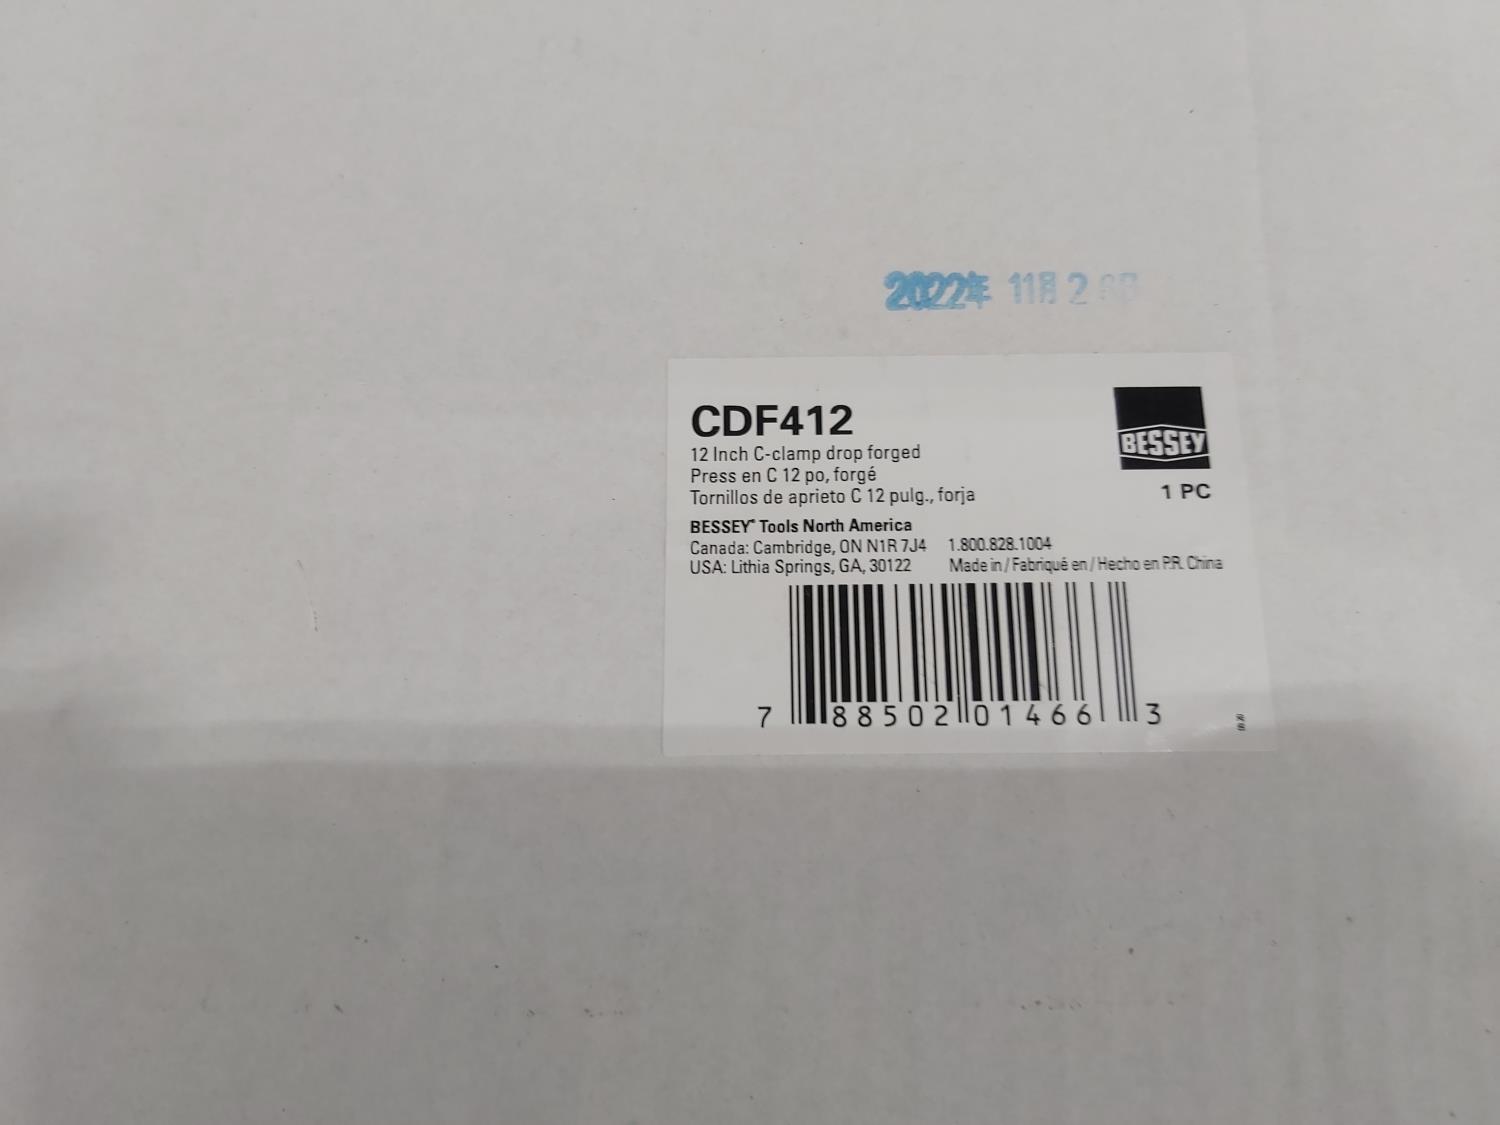 2022年 11月 2
CDF412
12 Inch C-clamp drop forged
Press en C 12 po, forgé
Tornillos de aprieto C 12 pulg., forja
BESSEY
1 PC
BESSEY® Tools North America
Canada: Cambridge, ON N1R 7J4 1.800.828.1004
USA: Lithia Springs, GA, 30122 Made in / Fabriqué en / Hecho en P.R. China
7 88502 01466 3